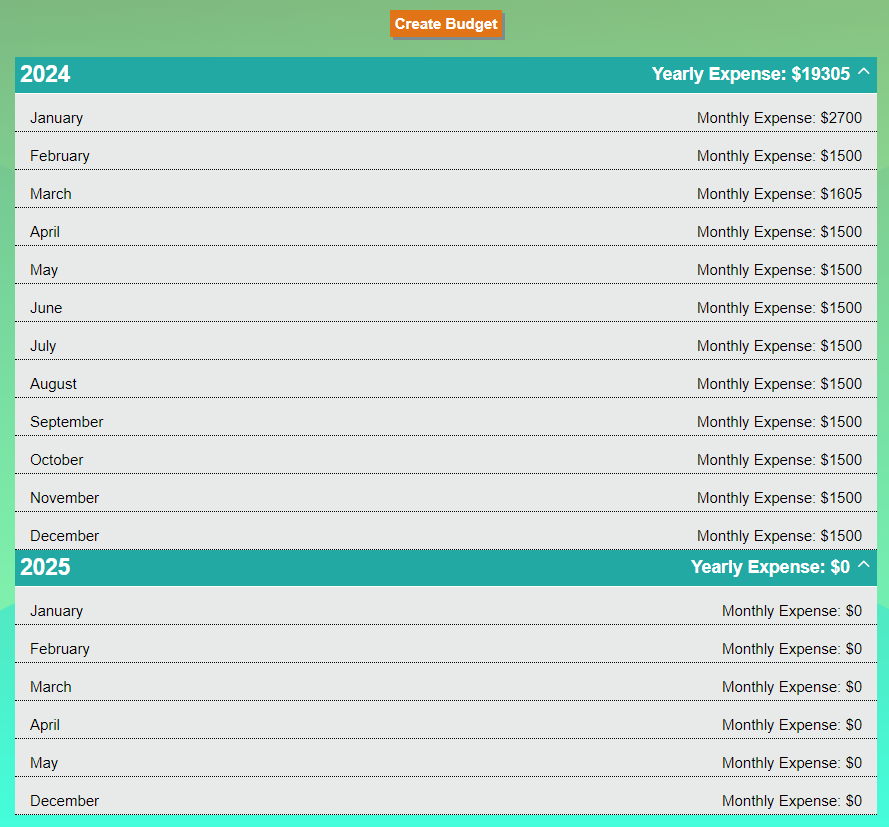 Create Budget
2024 Yearly Expense: $19305
January Monthly Expense: $2700
February Monthly Expense: $1500
March Monthly Expense: $1605
April Monthly Expense: $1500
May Monthly Expense: $1500
June Monthly Expense: $1500
July Monthly Expense: $1500
August Monthly Expense: $1500
September Monthly Expense: $1500
October Monthly Expense: $1500
November Monthly Expense: $1500
December Monthly Expense: $1500
2025 Yearly Expense: $0
January Monthly Expense: $0
February Monthly Expense: $0
March Monthly Expense: $0
April Monthly Expense: $0
May Monthly Expense: $0
December Monthly Expense: $0